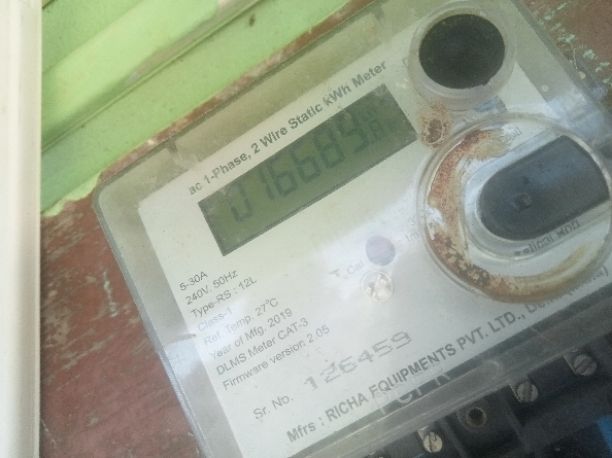 ac 1-Phase, 2 Wire Static kWh Meter
5-30A
240V, 50Hz
Type-RS : 12L
Class-1
Ref. Temp. 27°C
Year of Mfg. 2019
DLMS Meter CAT-3
Firmware version 2.05
Cal
Sr. No. 126459
Mfrs : RICHA EQUIPMENTS PVT. LTD.,